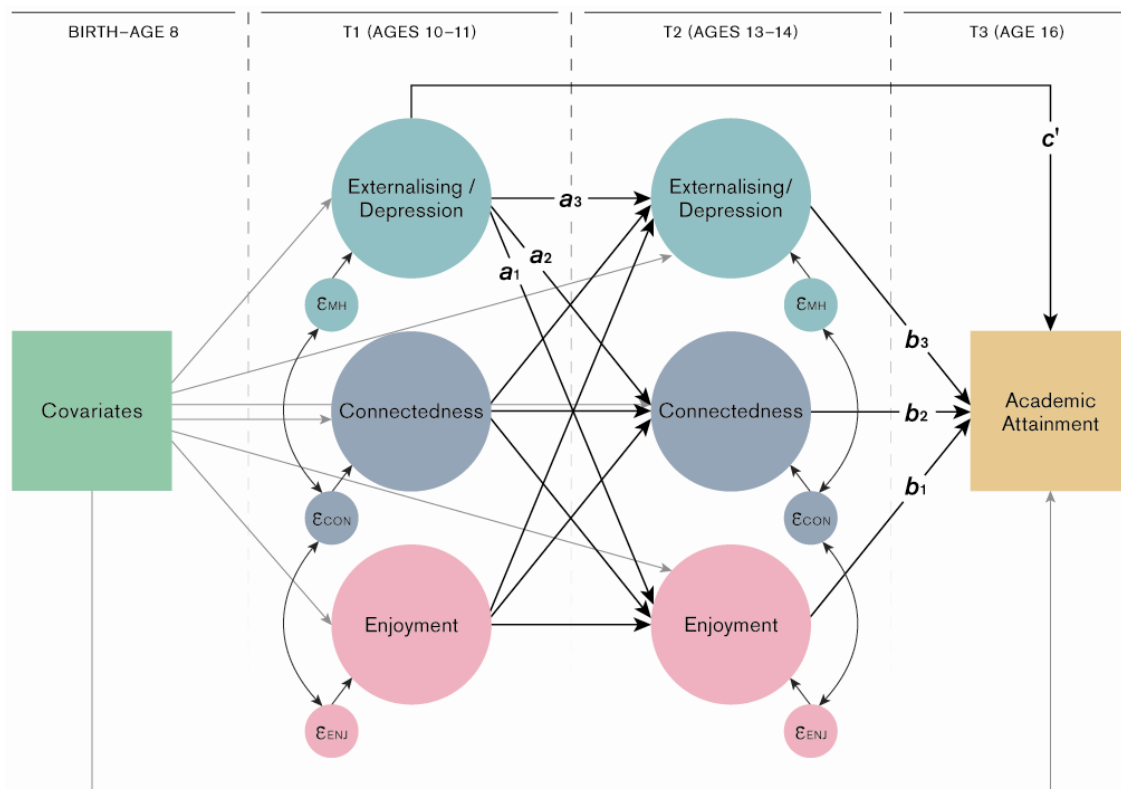 BIRTH–AGE 8
T1 (AGES 10–11)
T2 (AGES 13–14)
T3 (AGE 16)
c'
Externalising /
Depression
a3
Externalising/
Depression
a2
a1
εMH
εMH
b3
Covariates
Connectedness
Connectedness
b2
Academic
Attainment
b1
εCON
εCON
Enjoyment
Enjoyment
εENJ
εENJ